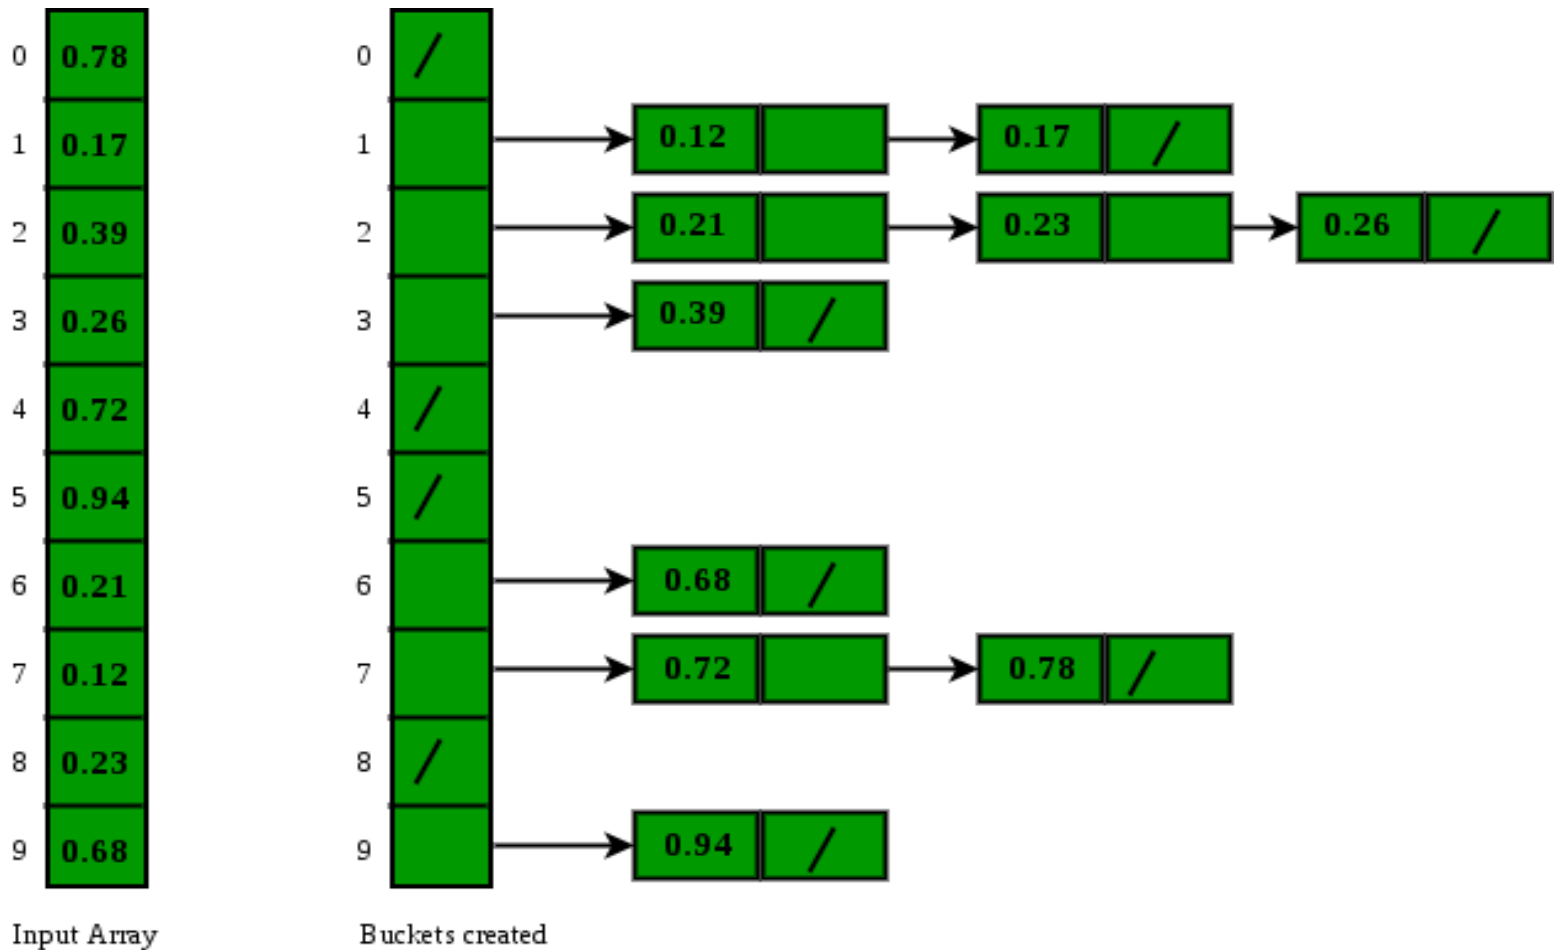 0 0.78 0 /
1 0.17 1 0.12 0.17 /
2 0.39 2 0.21 0.23 0.26 /
3 0.26 3 0.39 /
4 0.72 4 /
5 0.94 5 /
6 0.21 6 0.68 /
7 0.12 7 0.72 0.78 /
8 0.23 8 /
9 0.68 9 0.94 /
Input Array Buckets created